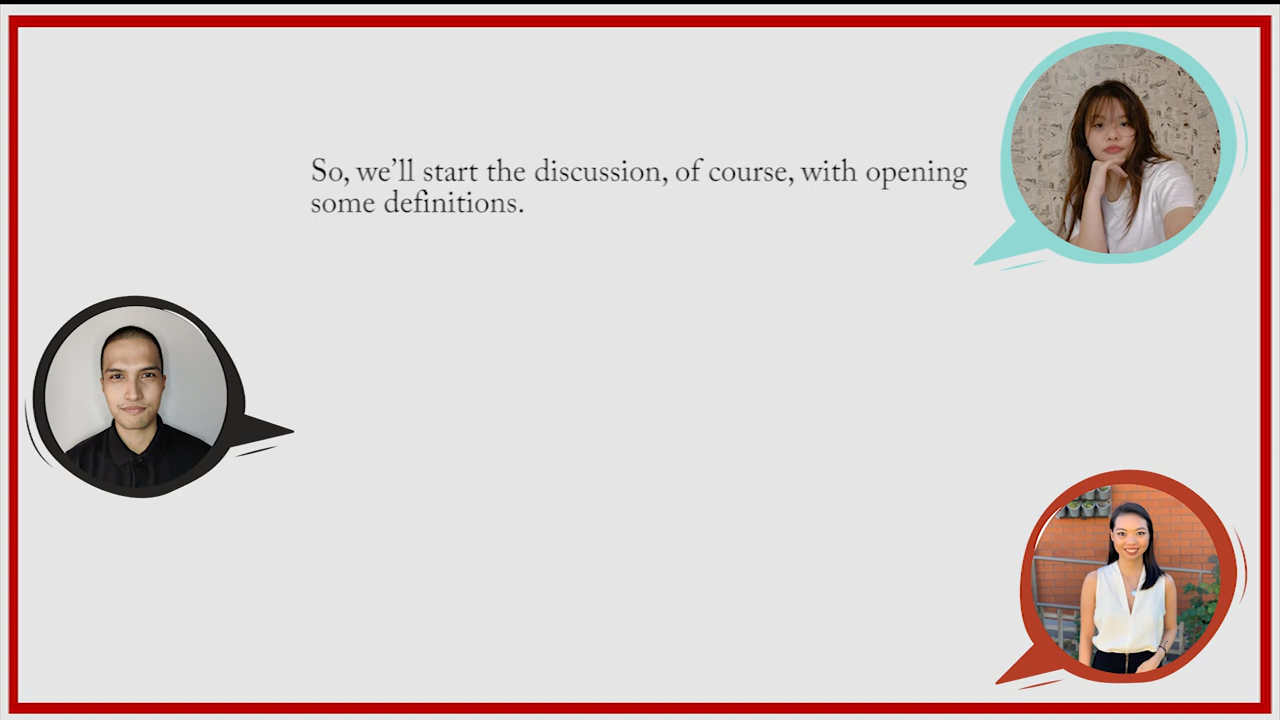 So, we’ll start the discussion, of course, with opening
some definitions.